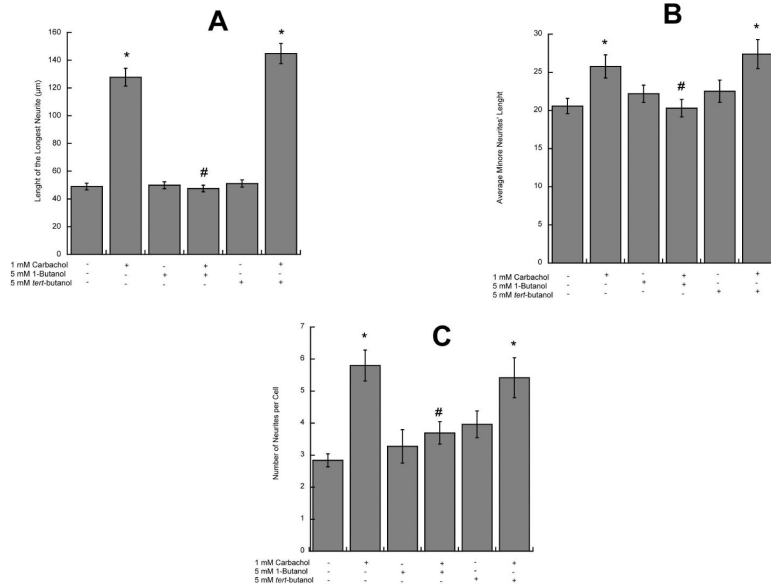 A
160
140
120
100
80
60
40
20
0
Lenght of the Longest Neurite (µm)
* # *
1 mM Carbachol - + - + - +
5 mM 1-Butanol - - + + - -
5 mM tert-butanol - - - - + +
B
30
25
20
15
10
5
0
Average Minore Neurites' Lenght
* # *
1 mM Carbachol - + - + - +
5 mM 1-Butanol - - + + - -
5 mM tert-butanol - - - - + +
C
7
6
5
4
3
2
1
0
Number of Neurites per Cell
* # *
1 mM Carbachol - + - + - +
5 mM 1-Butanol - - + + - -
5 mM tert-butanol - - - - + +